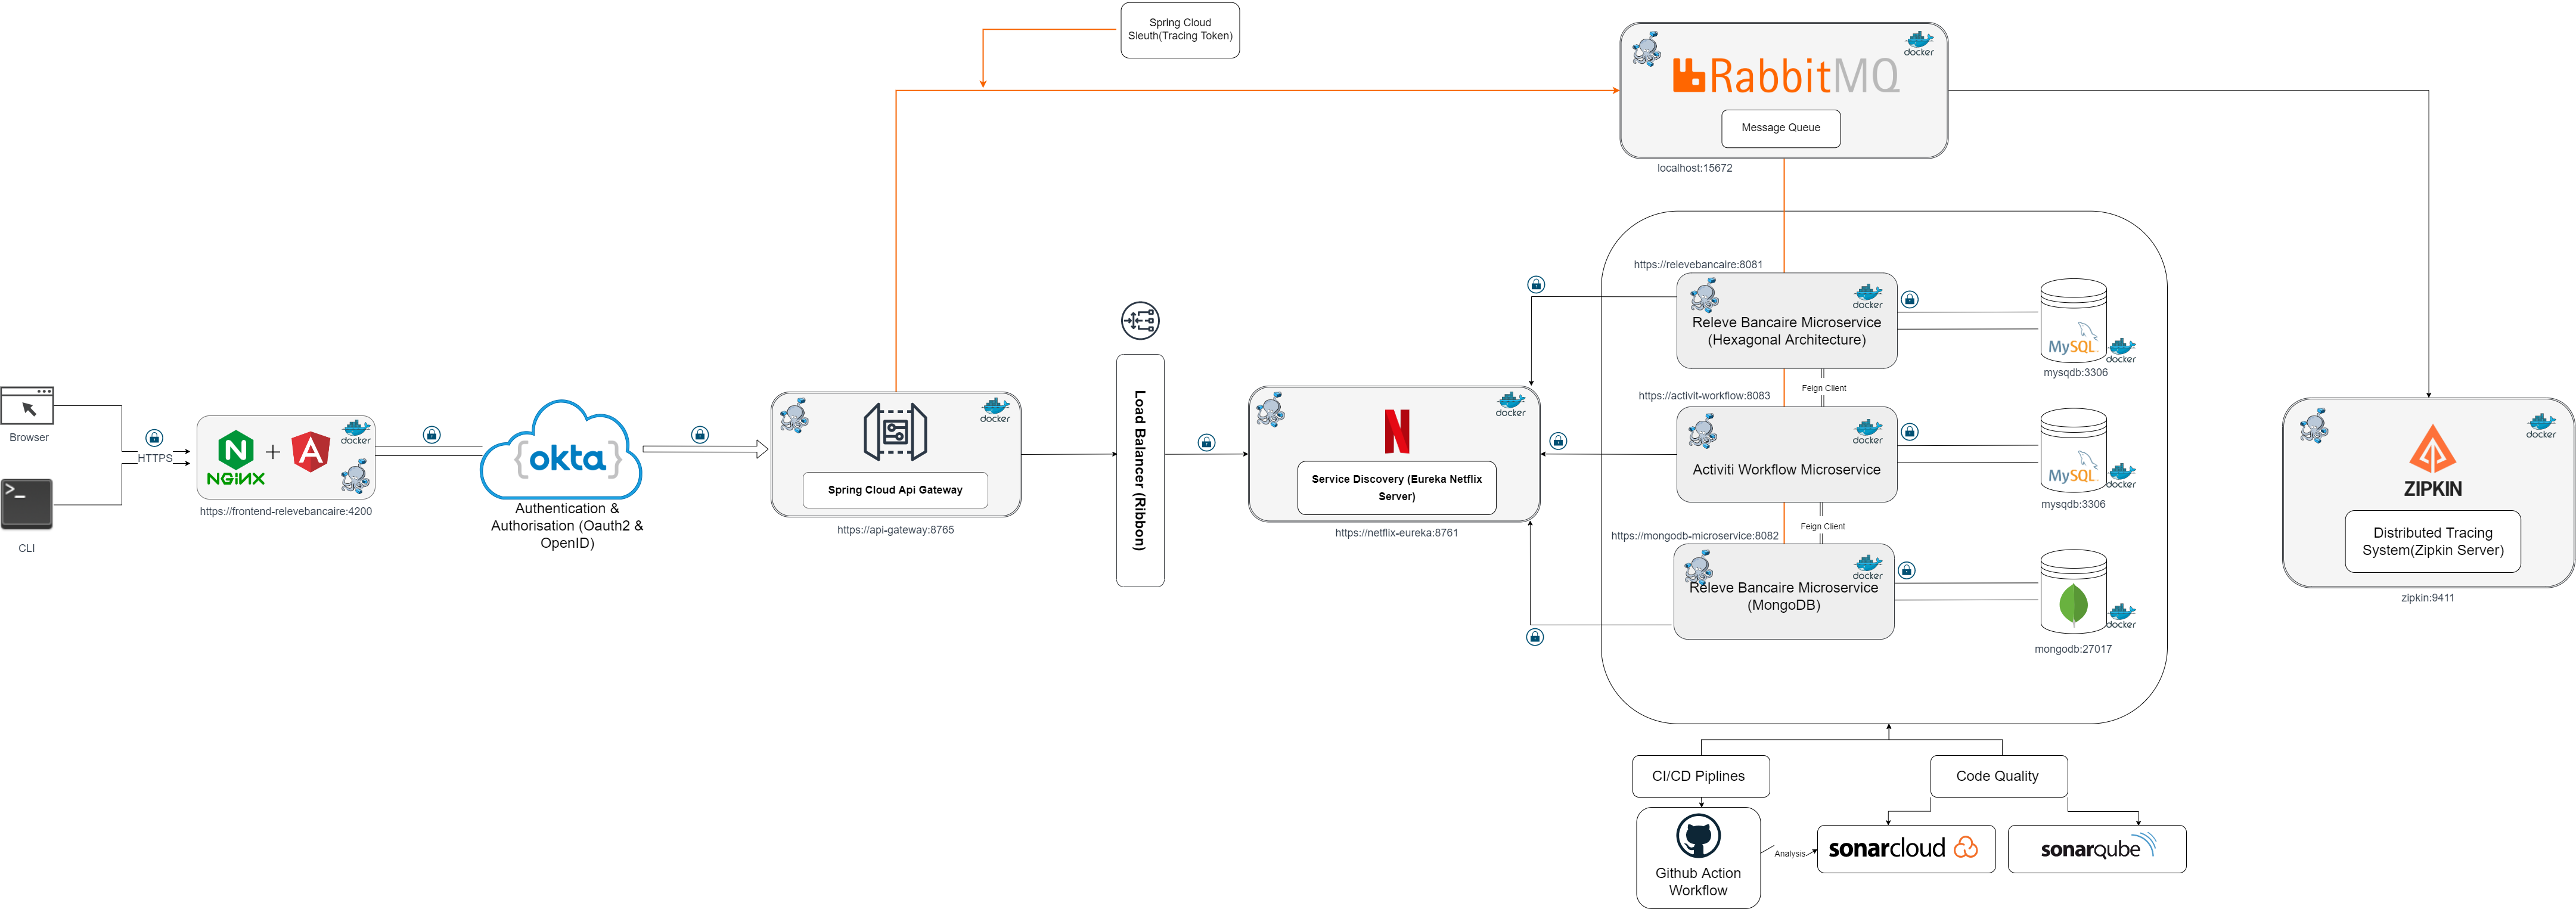 Spring Cloud
Sleuth(Tracing Token)
docker
RabbitMQ
Message Queue
localhost:15672
Browser
CLI
HTTPS
NGINX
+
docker
https://frontend-relevebancaire:4200
{okta}
Authentication &
Authorisation (Oauth2 &
OpenID)
docker
Spring Cloud Api Gateway
https://api-gateway:8765
Load Balancer (Ribbon)
docker
Service Discovery (Eureka Netflix
Server)
https://netflix-eureka:8761
https://relevebancaire:8081
docker
Releve Bancaire Microservice
(Hexagonal Architecture)
MySQL
docker
mysqdb:3306
Feign Client
https://activit-workflow:8083
docker
Activiti Workflow Microservice
MySQL
docker
mysqdb:3306
Feign Client
https://mongodb-microservice:8082
docker
Releve Bancaire Microservice
(MongoDB)
docker
mongodb:27017
docker
ZIPKIN
Distributed Tracing
System(Zipkin Server)
zipkin:9411
CI/CD Piplines
Code Quality
Github Action
Workflow
Analysis
sonarcloud
sonarqube